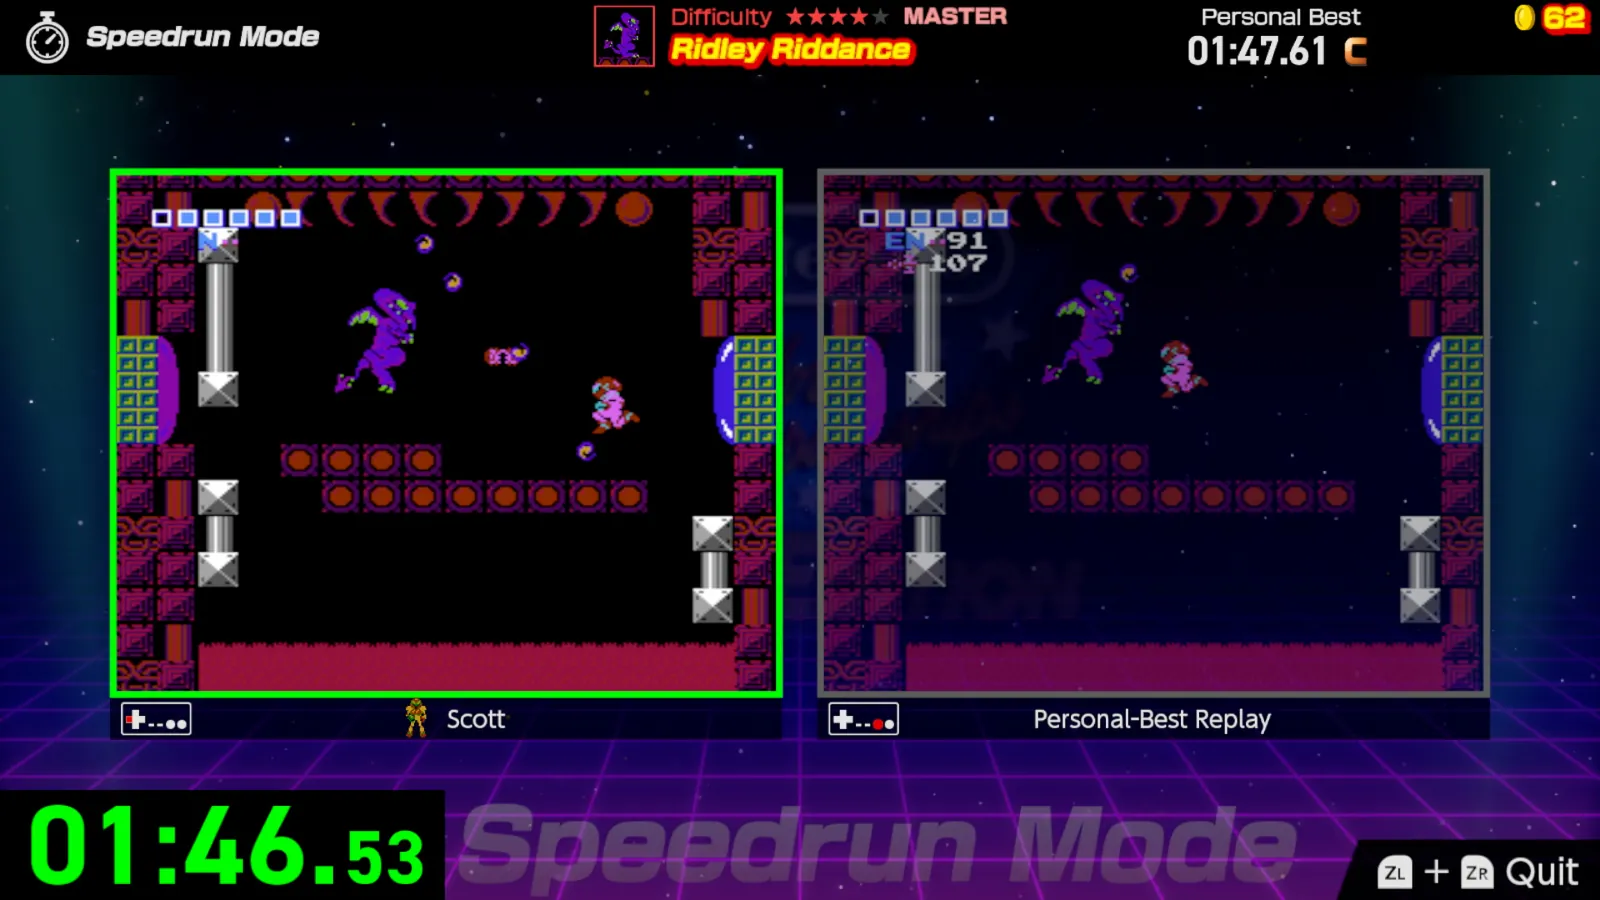 Speedrun Mode
Difficulty ★★★★★ MASTER
Ridley Riddance
Personal Best
01:47.61 C
62
N
EN 91
107
Scott
Personal-Best Replay
01:46.53
Speedrun Mode
ZL + ZR Quit